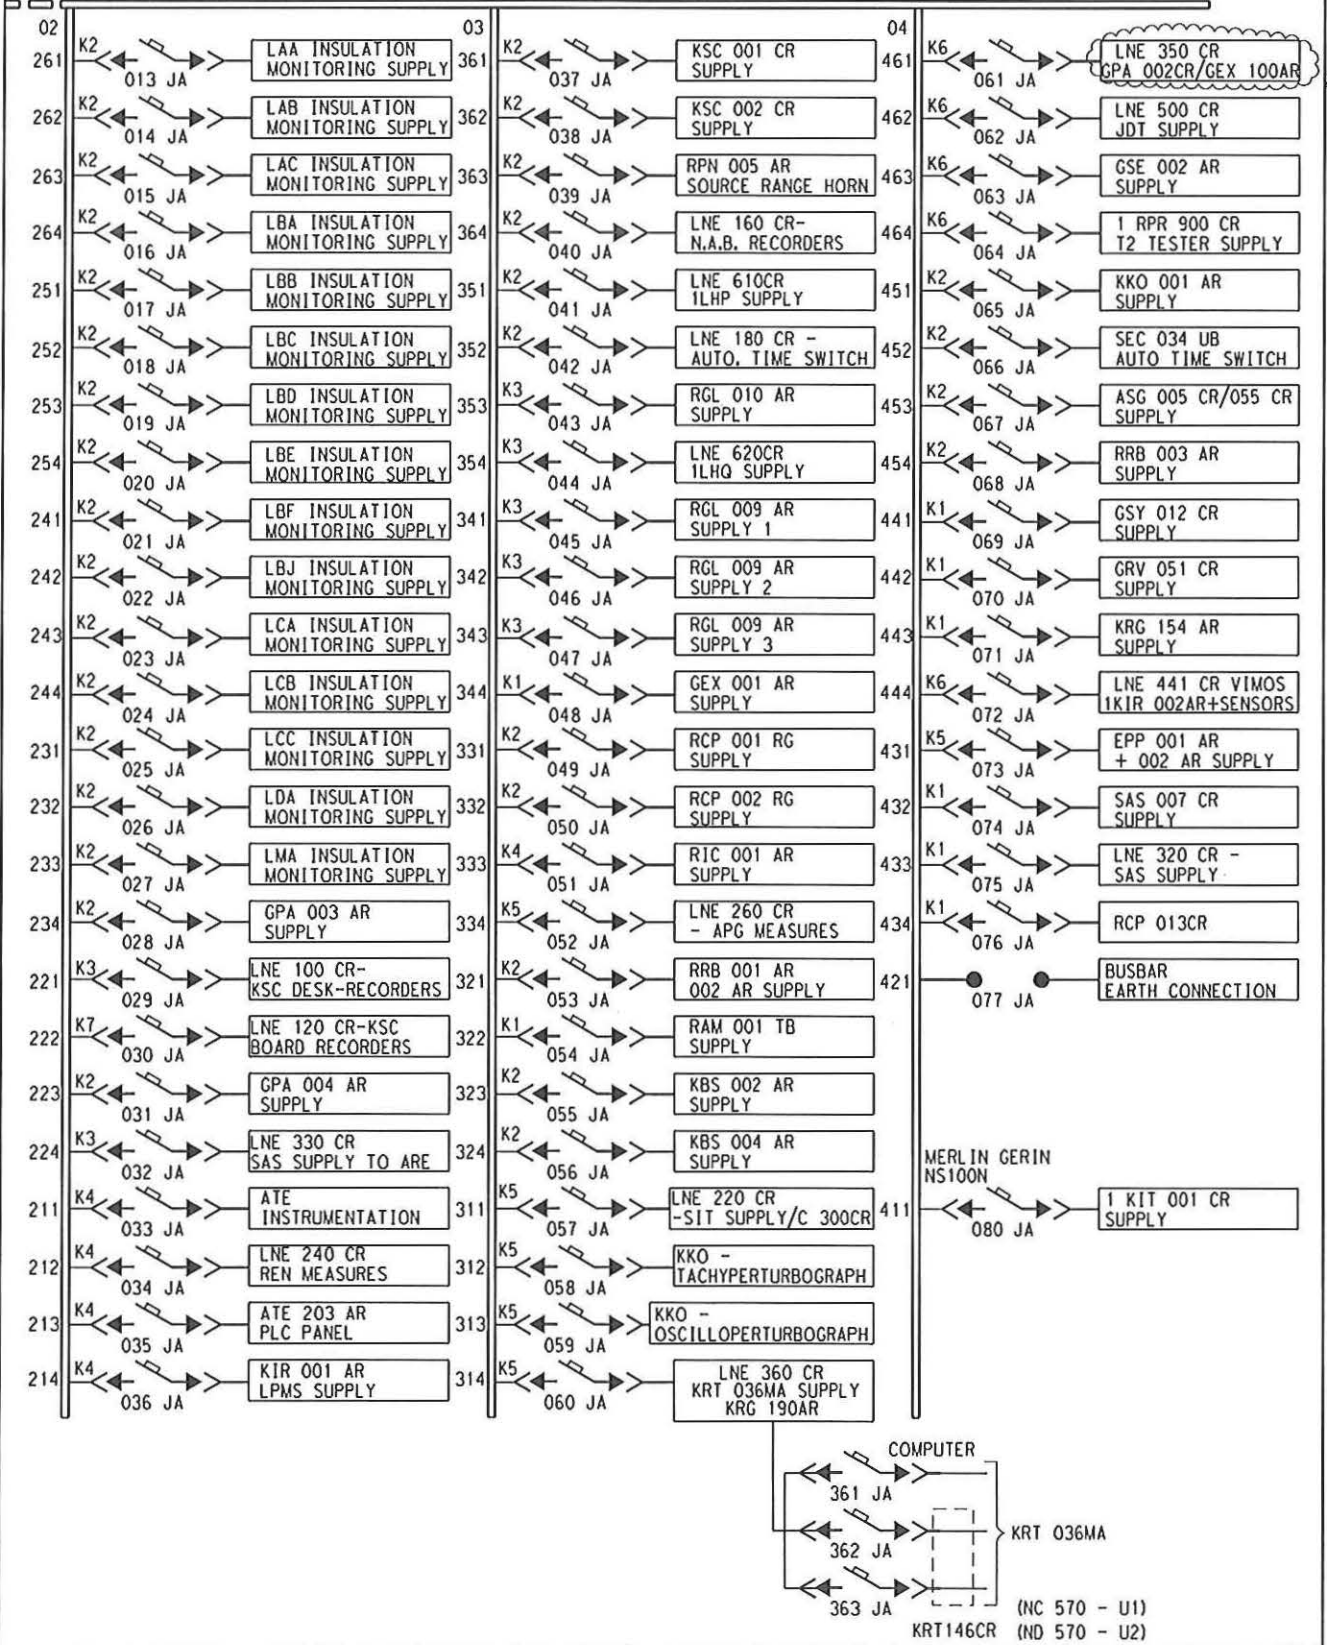 02
261 K2 013 JA LAA INSULATION
MONITORING SUPPLY
262 K2 014 JA LAB INSULATION
MONITORING SUPPLY
263 K2 015 JA LAC INSULATION
MONITORING SUPPLY
264 K2 016 JA LBA INSULATION
MONITORING SUPPLY
251 K2 017 JA LBB INSULATION
MONITORING SUPPLY
252 K2 018 JA LBC INSULATION
MONITORING SUPPLY
253 K2 019 JA LBD INSULATION
MONITORING SUPPLY
254 K2 020 JA LBE INSULATION
MONITORING SUPPLY
241 K2 021 JA LBF INSULATION
MONITORING SUPPLY
242 K2 022 JA LBJ INSULATION
MONITORING SUPPLY
243 K2 023 JA LCA INSULATION
MONITORING SUPPLY
244 K2 024 JA LCB INSULATION
MONITORING SUPPLY
231 K2 025 JA LCC INSULATION
MONITORING SUPPLY
232 K2 026 JA LDA INSULATION
MONITORING SUPPLY
233 K2 027 JA LMA INSULATION
MONITORING SUPPLY
234 K2 028 JA GPA 003 AR
SUPPLY
221 K3 029 JA LNE 100 CR-
KSC DESK-RECORDERS
222 K7 030 JA LNE 120 CR-KSC
BOARD RECORDERS
223 K2 031 JA GPA 004 AR
SUPPLY
224 K3 032 JA LNE 330 CR
SAS SUPPLY TO ARE
211 K4 033 JA ATE
INSTRUMENTATION
212 K4 034 JA LNE 240 CR
REN MEASURES
213 K4 035 JA ATE 203 AR
PLC PANEL
214 K4 036 JA KIR 001 AR
LPMS SUPPLY
03
361 K2 037 JA KSC 001 CR
SUPPLY
362 K2 038 JA KSC 002 CR
SUPPLY
363 K2 039 JA RPN 005 AR
SOURCE RANGE HORN
364 K2 040 JA LNE 160 CR-
N.A.B. RECORDERS
351 K2 041 JA LNE 610CR
1LHP SUPPLY
352 K2 042 JA LNE 180 CR -
AUTO. TIME SWITCH
353 K3 043 JA RGL 010 AR
SUPPLY
354 K3 044 JA LNE 620CR
1LHQ SUPPLY
341 K3 045 JA RGL 009 AR
SUPPLY 1
342 K3 046 JA RGL 009 AR
SUPPLY 2
343 K3 047 JA RGL 009 AR
SUPPLY 3
344 K1 048 JA GEX 001 AR
SUPPLY
331 K2 049 JA RCP 001 RG
SUPPLY
332 K2 050 JA RCP 002 RG
SUPPLY
333 K4 051 JA RIC 001 AR
SUPPLY
334 K5 052 JA LNE 260 CR
- APG MEASURES
321 K2 053 JA RRB 001 AR
002 AR SUPPLY
322 K1 054 JA RAM 001 TB
SUPPLY
323 K2 055 JA KBS 002 AR
SUPPLY
324 K2 056 JA KBS 004 AR
SUPPLY
311 K5 057 JA LNE 220 CR
-SIT SUPPLY/C 300CR
312 K5 058 JA KKO -
TACHYPERTURBOGRAPH
313 K5 059 JA KKO -
OSCILLOPERTURBOGRAPH
314 K5 060 JA LNE 360 CR
KRT 036MA SUPPLY
KRG 190AR
04
461 K6 061 JA LNE 350 CR
GPA 002CR/GEX 100AR
462 K6 062 JA LNE 500 CR
JDT SUPPLY
463 K6 063 JA GSE 002 AR
SUPPLY
464 K6 064 JA 1 RPR 900 CR
T2 TESTER SUPPLY
451 K2 065 JA KKO 001 AR
SUPPLY
452 K2 066 JA SEC 034 UB
AUTO TIME SWITCH
453 K2 067 JA ASG 005 CR/055 CR
SUPPLY
454 K2 068 JA RRB 003 AR
SUPPLY
441 K1 069 JA GSY 012 CR
SUPPLY
442 K1 070 JA GRV 051 CR
SUPPLY
443 K1 071 JA KRG 154 AR
SUPPLY
444 K6 072 JA LNE 441 CR VIMOS
1KIR 002AR+SENSORS
431 K5 073 JA EPP 001 AR
+ 002 AR SUPPLY
432 K1 074 JA SAS 007 CR
SUPPLY
433 K1 075 JA LNE 320 CR -
SAS SUPPLY
434 K1 076 JA RCP 013CR
421 077 JA BUSBAR
EARTH CONNECTION
MERLIN GERIN
NS100N
411 080 JA 1 KIT 001 CR
SUPPLY
COMPUTER
361 JA
362 JA KRT 036MA
363 JA (NC 570 - U1)
KRT146CR (ND 570 - U2)